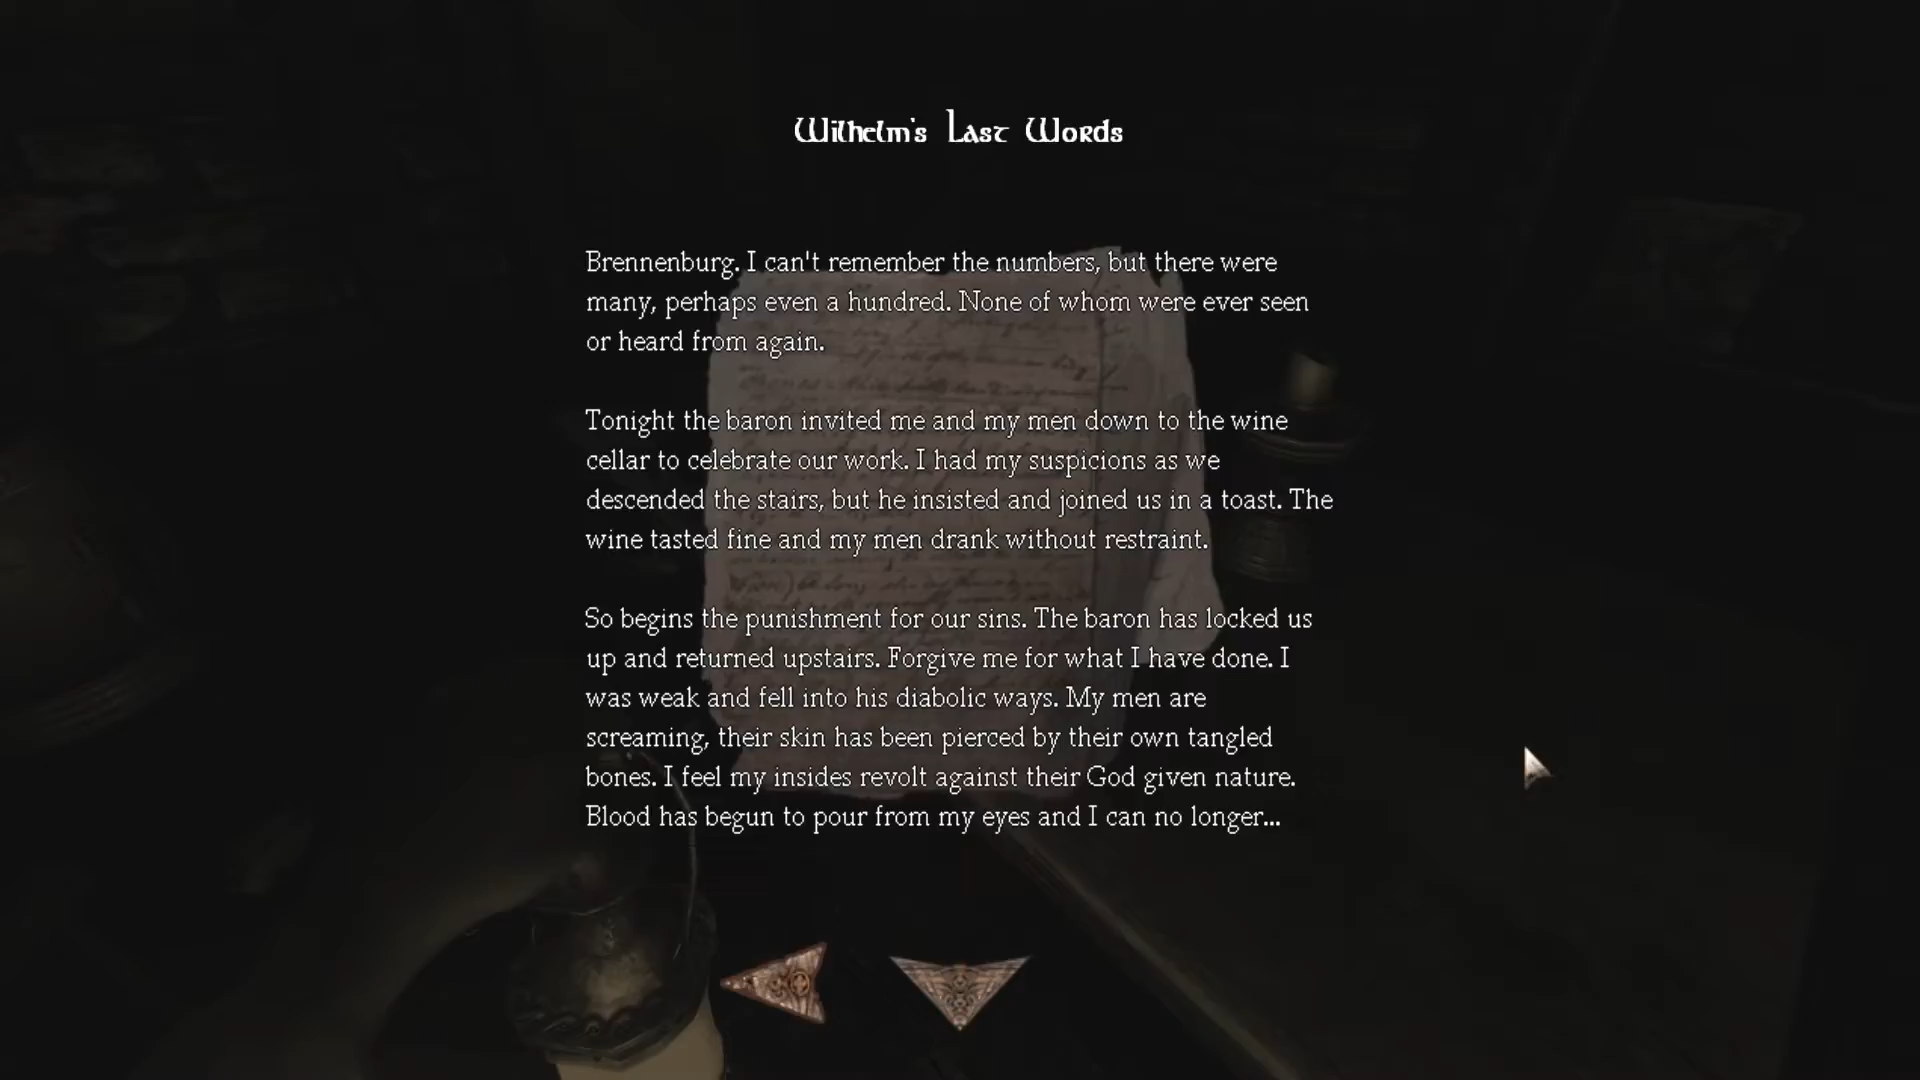 Wilhelm's Last Words
Brennenburg. I can't remember the numbers, but there were
many, perhaps even a hundred. None of whom were ever seen
or heard from again.
Tonight the baron invited me and my men down to the wine
cellar to celebrate our work. I had my suspicions as we
descended the stairs, but he insisted and joined us in a toast. The
wine tasted fine and my men drank without restraint.
So begins the punishment for our sins. The baron has locked us
up and returned upstairs. Forgive me for what I have done. I
was weak and fell into his diabolic ways. My men are
screaming, their skin has been pierced by their own tangled
bones. I feel my insides revolt against their God given nature.
Blood has begun to pour from my eyes and I can no longer...